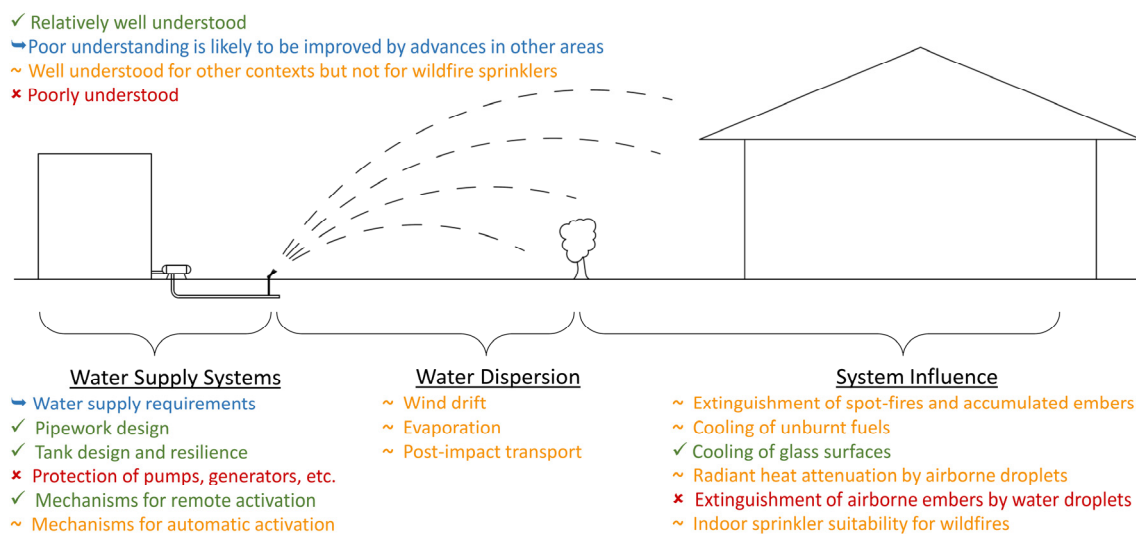 ✓ Relatively well understood
➥Poor understanding is likely to be improved by advances in other areas
~ Well understood for other contexts but not for wildfire sprinklers
✘ Poorly understood
Water Supply Systems
➥ Water supply requirements
✓ Pipework design
✓ Tank design and resilience
✘ Protection of pumps, generators, etc.
✓ Mechanisms for remote activation
~ Mechanisms for automatic activation
Water Dispersion
~ Wind drift
~ Evaporation
~ Post-impact transport
System Influence
~ Extinguishment of spot-fires and accumulated embers
~ Cooling of unburnt fuels
✓ Cooling of glass surfaces
~ Radiant heat attenuation by airborne droplets
✘ Extinguishment of airborne embers by water droplets
~ Indoor sprinkler suitability for wildfires